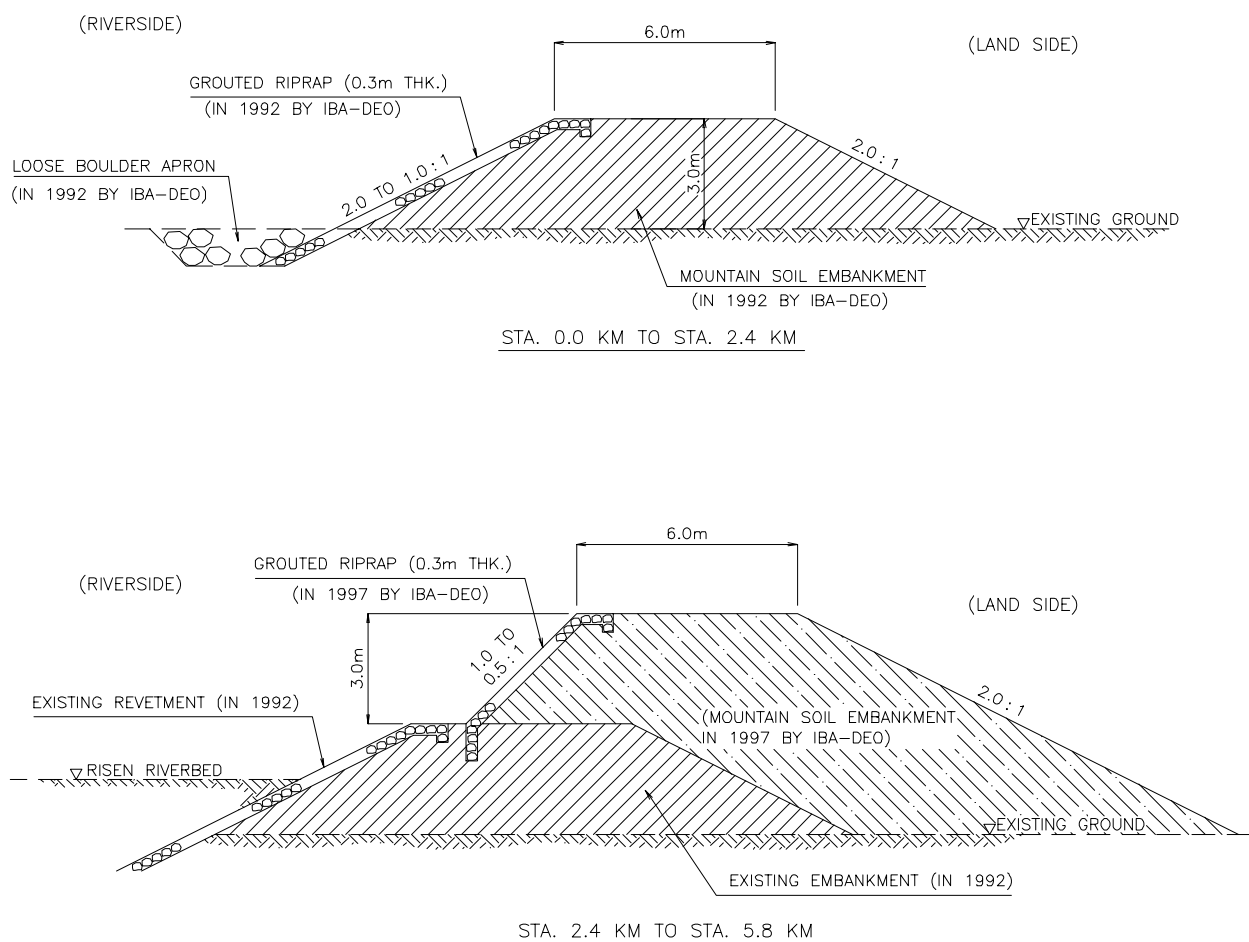 (RIVERSIDE)
6.0m
(LAND SIDE)
GROUTED RIPRAP (0.3m THK.)
(IN 1992 BY IBA-DEO)
LOOSE BOULDER APRON
(IN 1992 BY IBA-DEO)
2.0 TO 1.0:1
3.0m
2.0:1
EXISTING GROUND
MOUNTAIN SOIL EMBANKMENT
(IN 1992 BY IBA-DEO)
STA. 0.0 KM TO STA. 2.4 KM
6.0m
(RIVERSIDE)
GROUTED RIPRAP (0.3m THK.)
(IN 1997 BY IBA-DEO)
(LAND SIDE)
3.0m
1.0 TO
0.5:1
EXISTING REVETMENT (IN 1992)
2.0:1
(MOUNTAIN SOIL EMBANKMENT
IN 1997 BY IBA-DEO)
RISEN RIVERBED
EXISTING GROUND
EXISTING EMBANKMENT (IN 1992)
STA. 2.4 KM TO STA. 5.8 KM